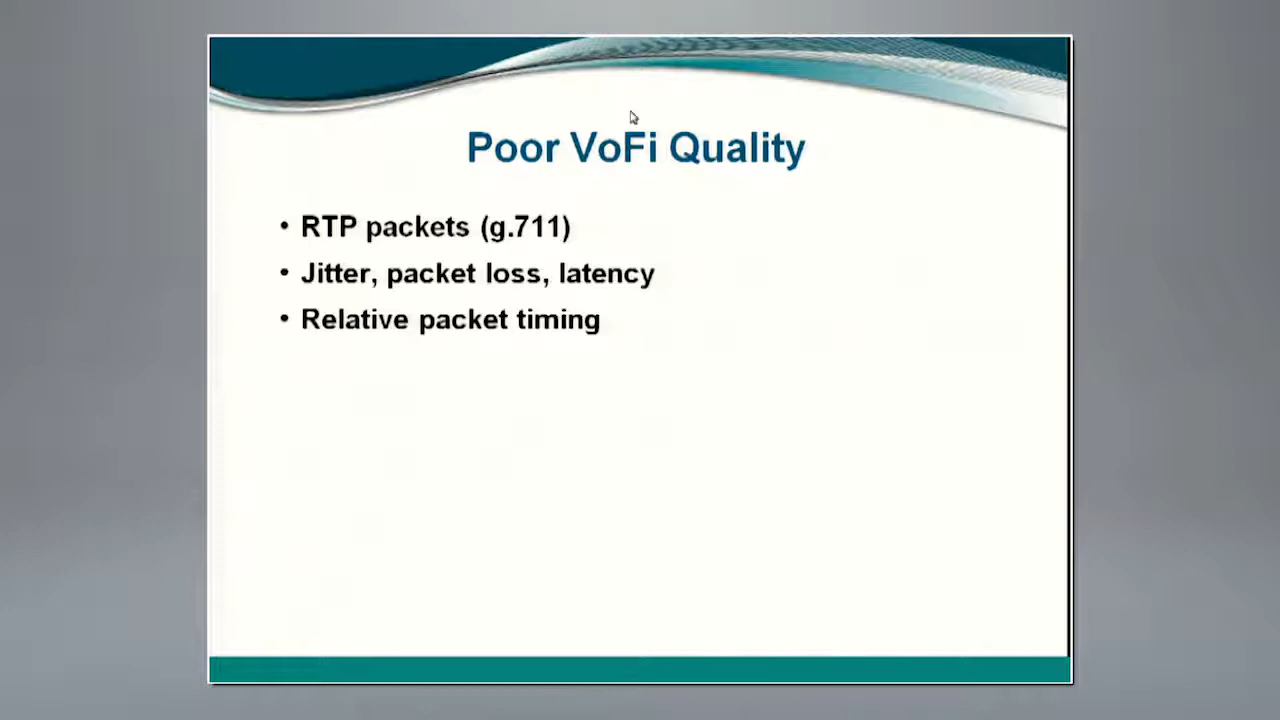 Poor VoFi Quality
• RTP packets (g.711)
• Jitter, packet loss, latency
• Relative packet timing